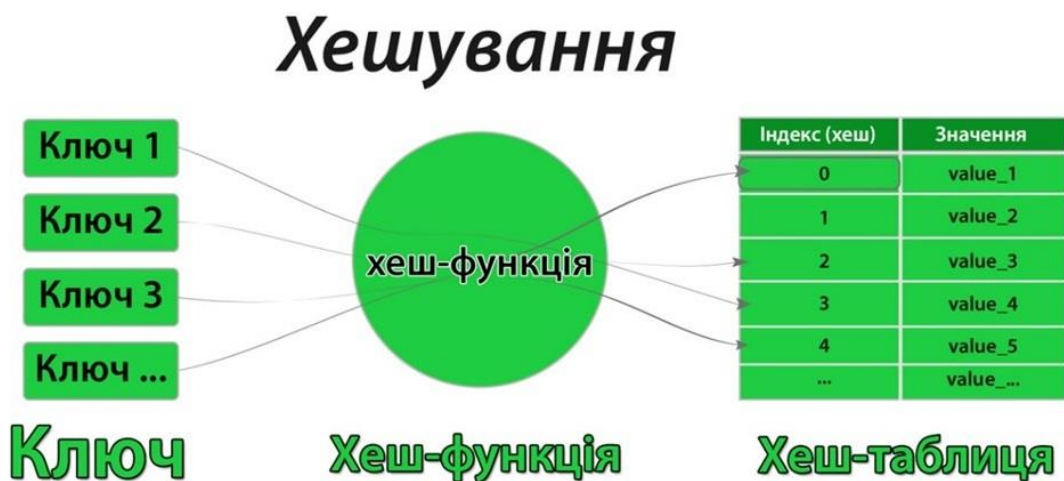 Хешування
Ключ 1
Ключ 2
Ключ 3
Ключ ...
хеш-функція
Індекс (хеш) Значення
0 value_1
1 value_2
2 value_3
3 value_4
4 value_5
... value_...
Ключ
Хеш-функція
Хеш-таблиця